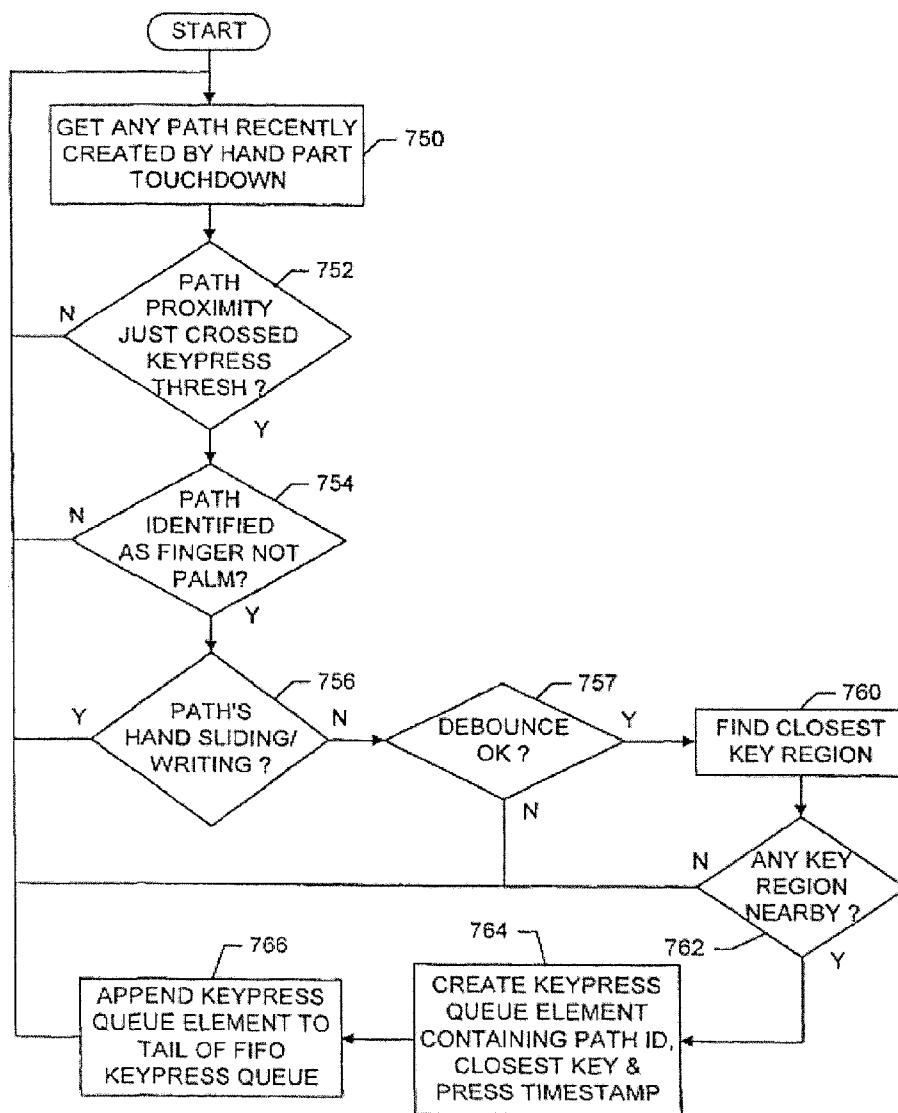 START
GET ANY PATH RECENTLY
CREATED BY HAND PART
TOUCHDOWN
750
752
PATH
PROXIMITY
JUST CROSSED
KEYPRESS
THRESH ?
N
Y
754
PATH
IDENTIFIED
AS FINGER NOT
PALM?
N
Y
756
PATH'S
HAND SLIDING/
WRITING ?
Y
N
757
DEBOUNCE
OK ?
Y
N
760
FIND CLOSEST
KEY REGION
ANY KEY
REGION
NEARBY ?
N
762
Y
764
CREATE KEYPRESS
QUEUE ELEMENT
CONTAINING PATH ID,
CLOSEST KEY &
PRESS TIMESTAMP
766
APPEND KEYPRESS
QUEUE ELEMENT TO
TAIL OF FIFO
KEYPRESS QUEUE